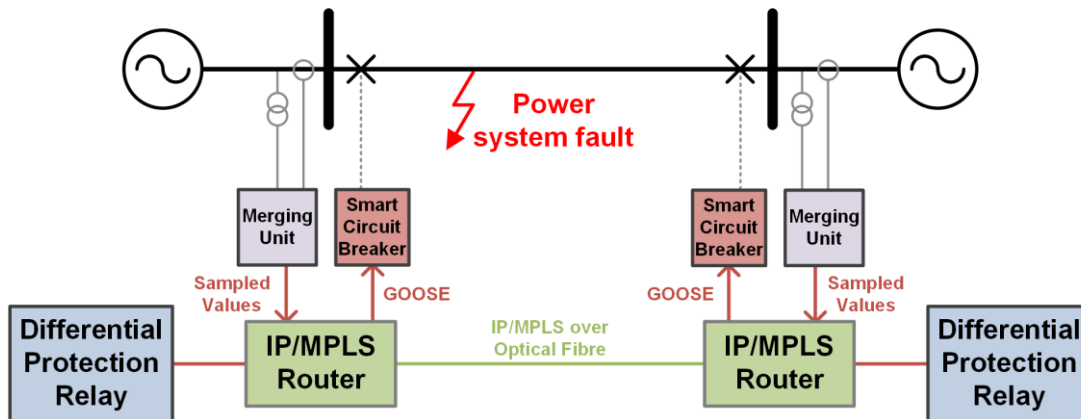 Power
system fault
Merging
Unit
Smart
Circuit
Breaker
Smart
Circuit
Breaker
Merging
Unit
Sampled
Values
GOOSE
GOOSE
Sampled
Values
Differential
Protection
Relay
IP/MPLS
Router
IP/MPLS over
Optical Fibre
IP/MPLS
Router
Differential
Protection
Relay